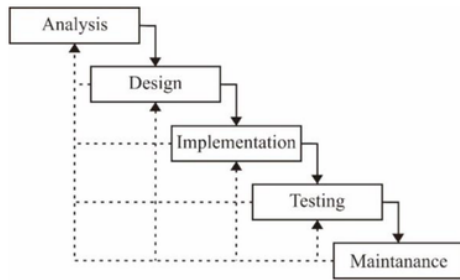 Analysis
Design
Implementation
Testing
Maintanance